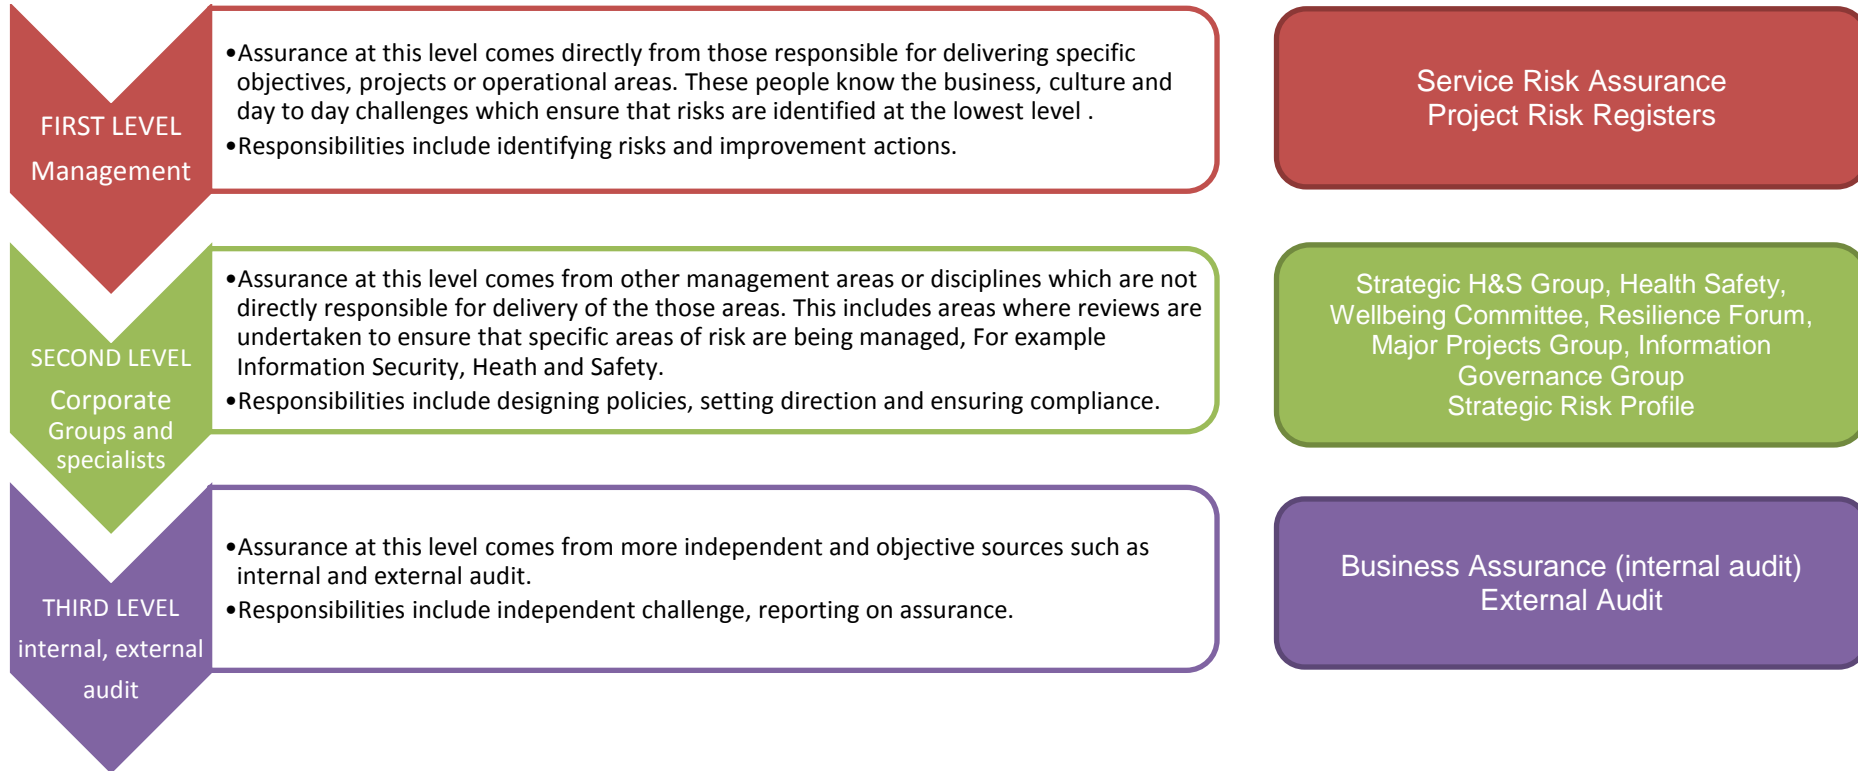 FIRST LEVEL
Management
•Assurance at this level comes directly from those responsible for delivering specific
objectives, projects or operational areas. These people know the business, culture and
day to day challenges which ensure that risks are identified at the lowest level .
•Responsibilities include identifying risks and improvement actions.
Service Risk Assurance
Project Risk Registers
SECOND LEVEL
Corporate
Groups and
specialists
•Assurance at this level comes from other management areas or disciplines which are not
directly responsible for delivery of the those areas. This includes areas where reviews are
undertaken to ensure that specific areas of risk are being managed, For example
Information Security, Heath and Safety.
•Responsibilities include designing policies, setting direction and ensuring compliance.
Strategic H&S Group, Health Safety,
Wellbeing Committee, Resilience Forum,
Major Projects Group, Information
Governance Group
Strategic Risk Profile
THIRD LEVEL
internal, external
audit
•Assurance at this level comes from more independent and objective sources such as
internal and external audit.
•Responsibilities include independent challenge, reporting on assurance.
Business Assurance (internal audit)
External Audit